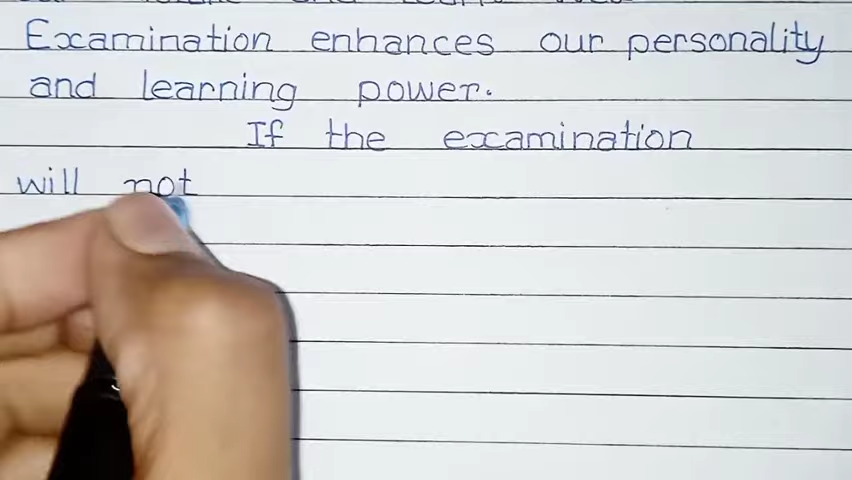 Examination enhances our personality
and learning power.
If the examination
will not